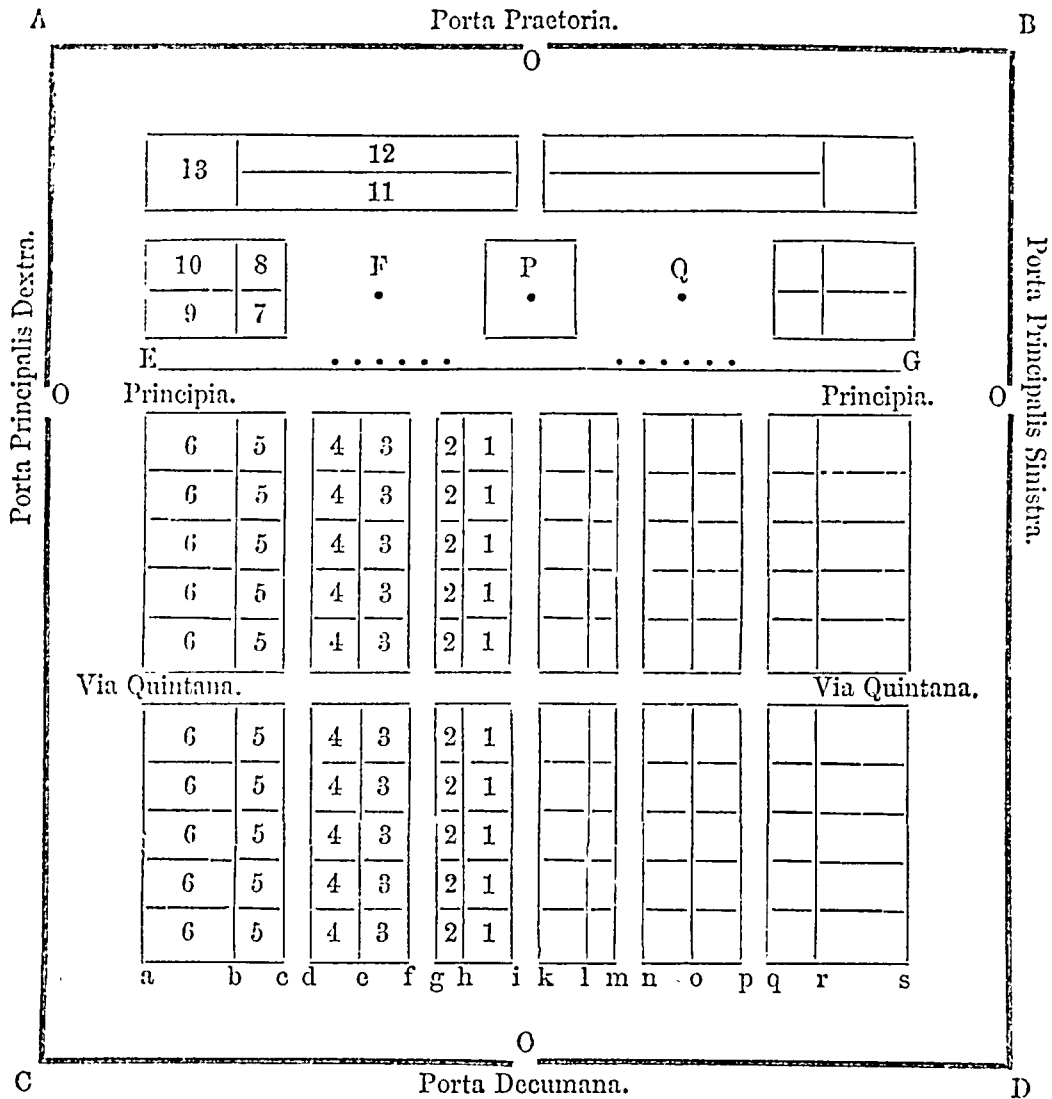 A Porta Praetoria. B
O
13 12
11
Porta Principalis Dextra.
Porta Principalis Sinistra.
10 8 F P Q
9 7
E G
O Principia. Principia. O
6 5 4 3 2 1
6 5 4 3 2 1
6 5 4 3 2 1
6 5 4 3 2 1
6 5 4 3 2 1
Via Quintana. Via Quintana.
6 5 4 3 2 1
6 5 4 3 2 1
6 5 4 3 2 1
6 5 4 3 2 1
6 5 4 3 2 1
a b c d e f g h i k l m n o p q r s
O
C Porta Decumana. D